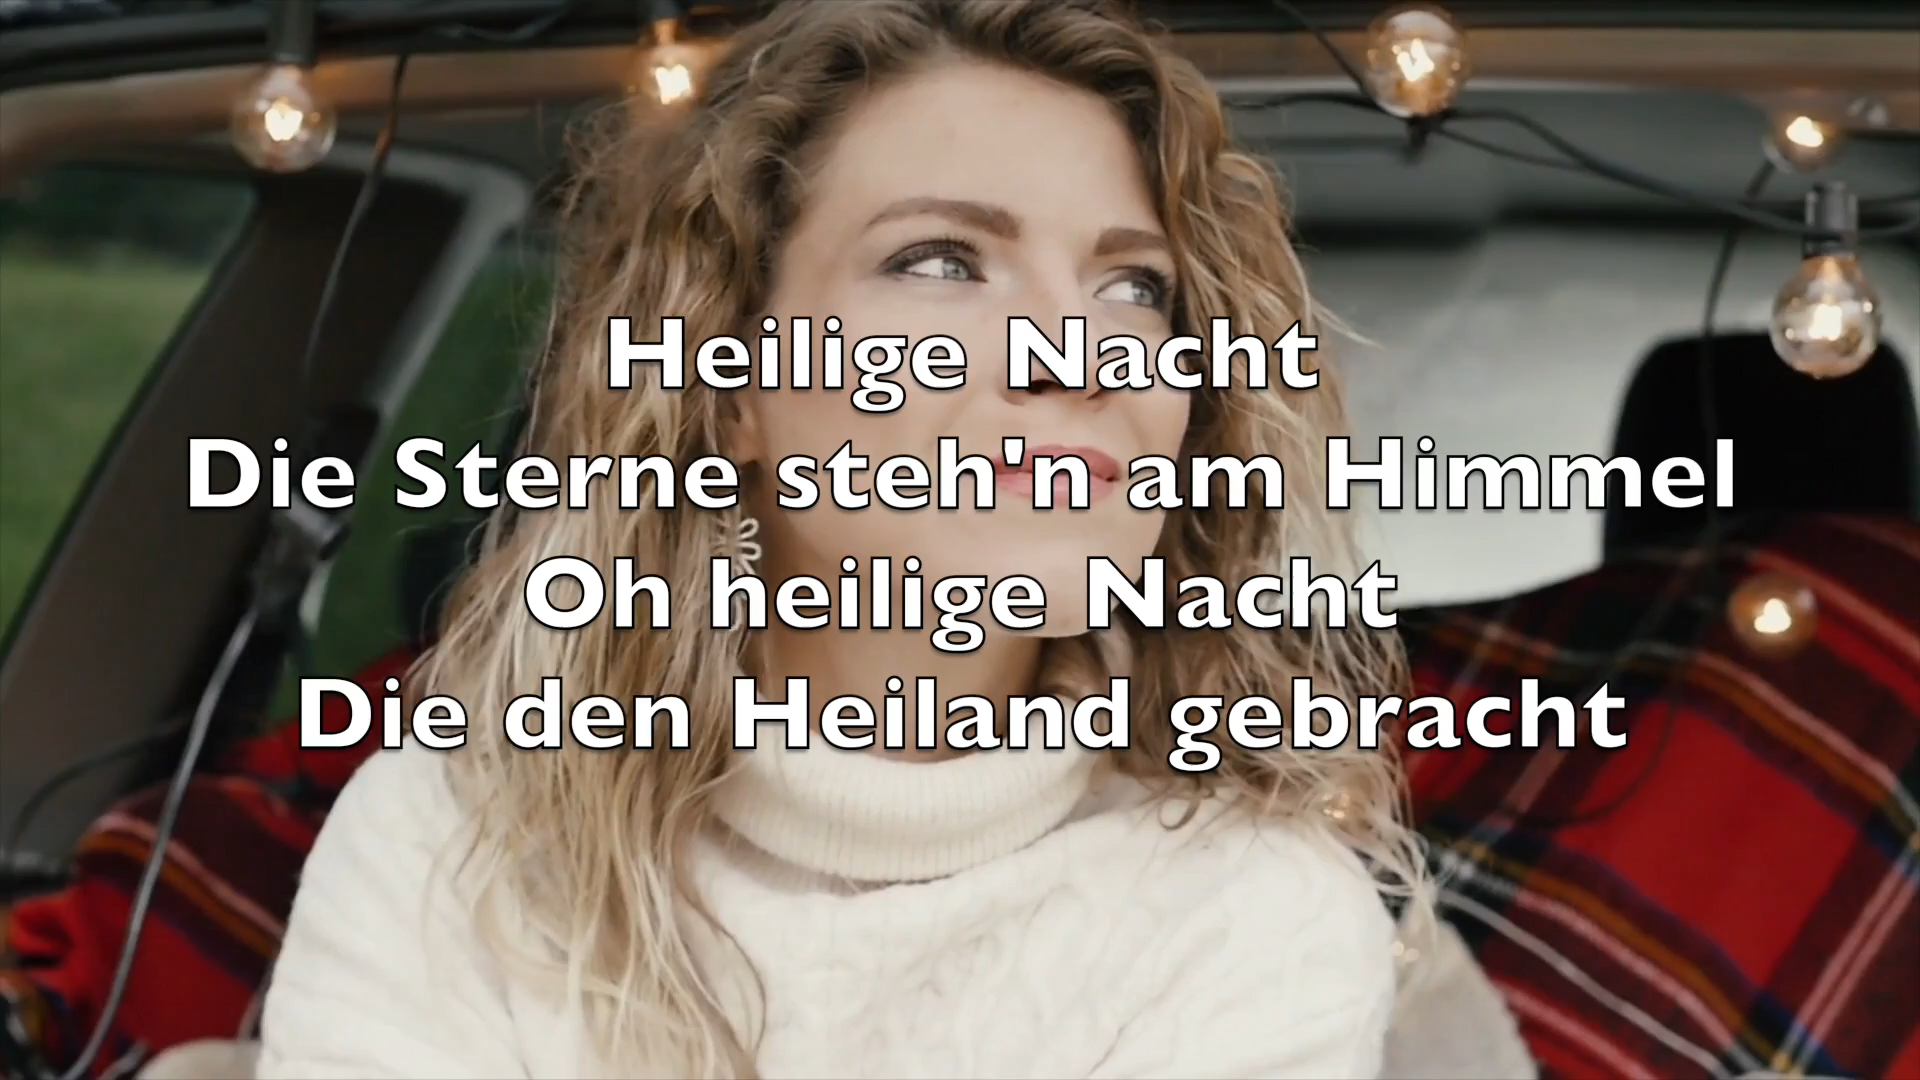 Heilige Nacht
Die Sterne steh'n am Himmel
Oh heilige Nacht
Die den Heiland gebracht